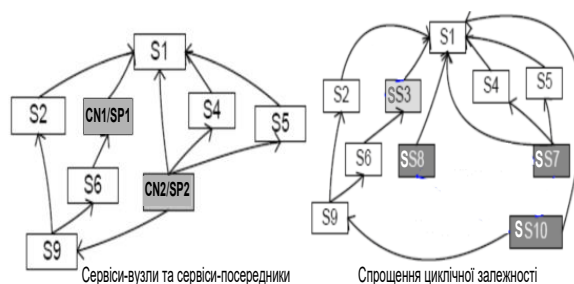 S1
S2
CN1/SP1
S4
S5
S6
CN2/SP2
S9
Сервіси-вузли та сервіси-посередники
S1
S2
SS3
S4
S5
S6
SS8
SS7
S9
SS10
Спрощення циклічної залежності